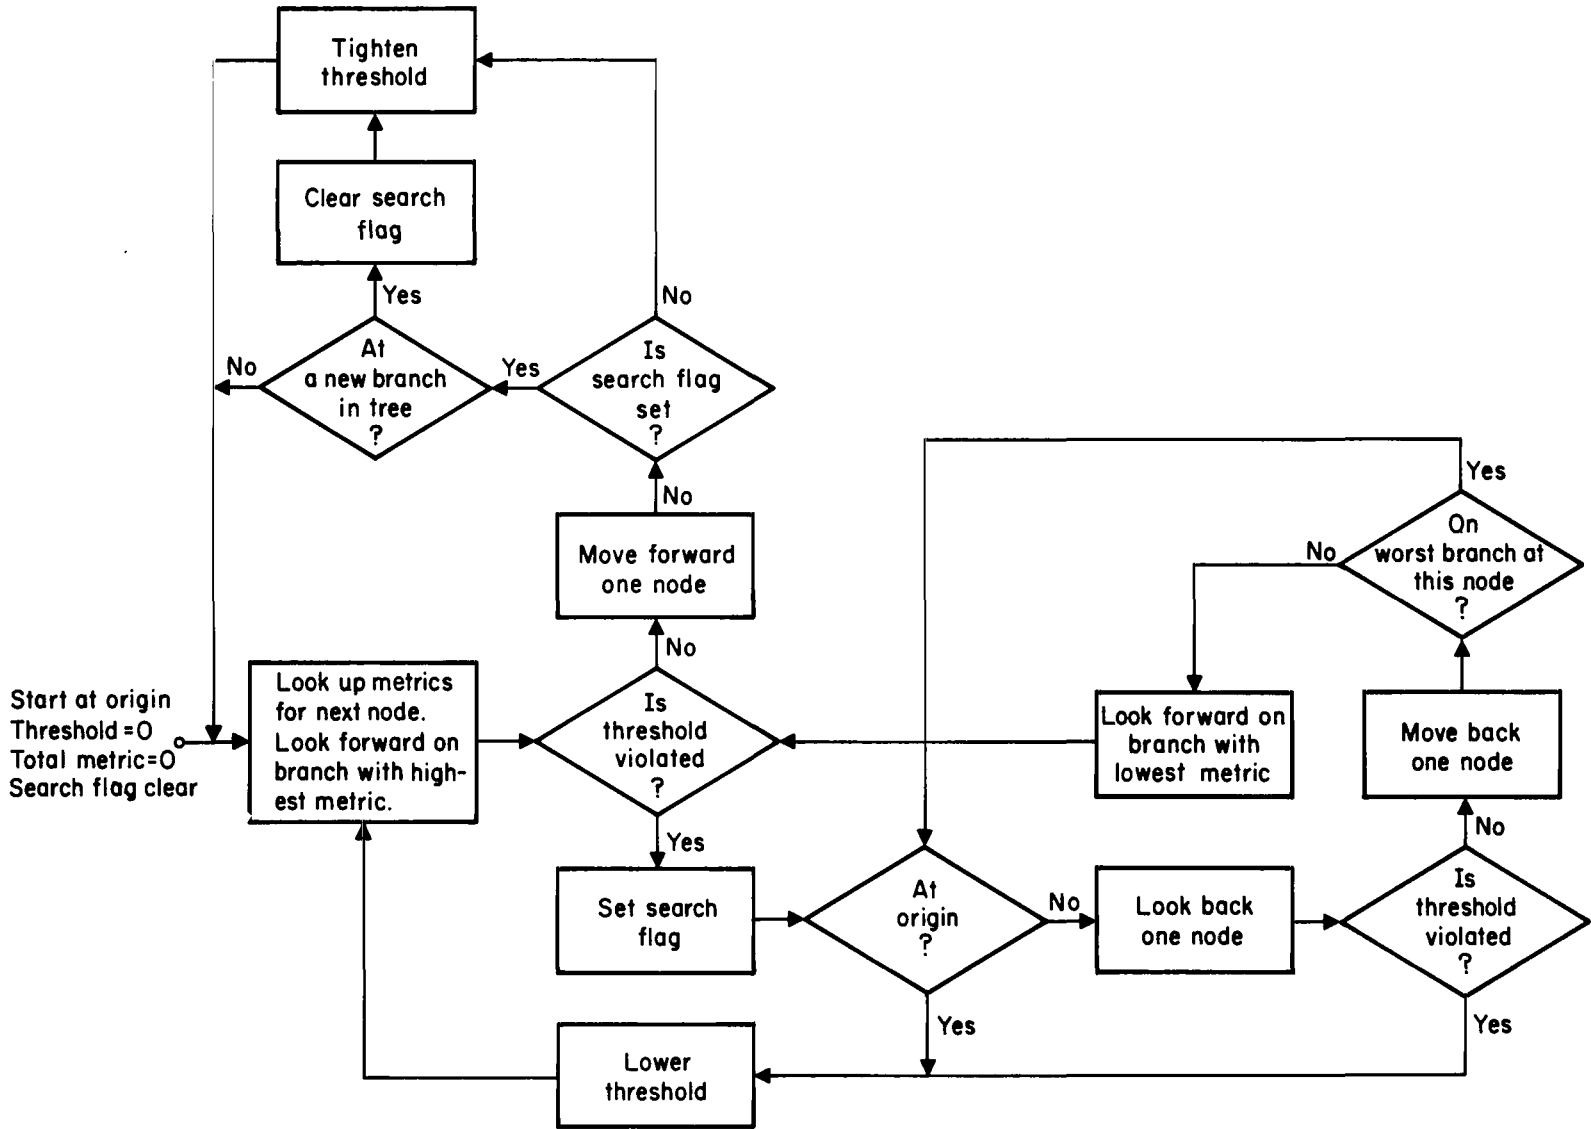 Tighten
threshold
Clear search
flag
Yes
No
At
a new branch
in tree
?
Yes
No
Is
search flag
set
?
No
Move forward
one node
No
Start at origin
Threshold=0
Total metric=0
Search flag clear
Look up metrics
for next node.
Look forward on
branch with high-
est metric.
Is
threshold
violated
?
Yes
Set search
flag
At
origin
?
No
Yes
Look back
one node
Is
threshold
violated
?
No
Yes
Move back
one node
On
worst branch at
this node
?
Yes
No
Look forward on
branch with
lowest metric
Lower
threshold